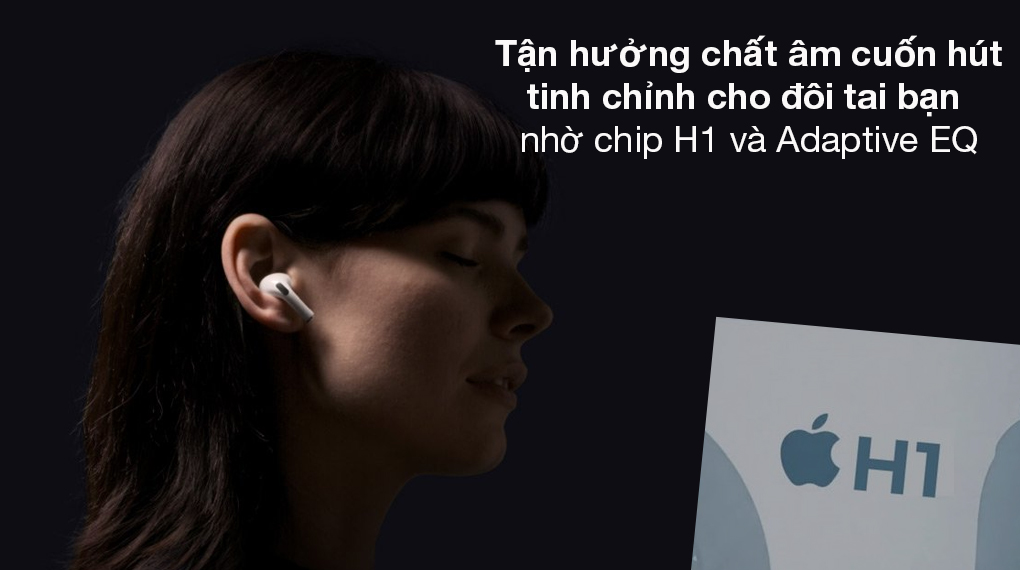 Tận hưởng chất âm cuốn hút
tinh chỉnh cho đôi tai bạn
nhờ chip H1 và Adaptive EQ
H1